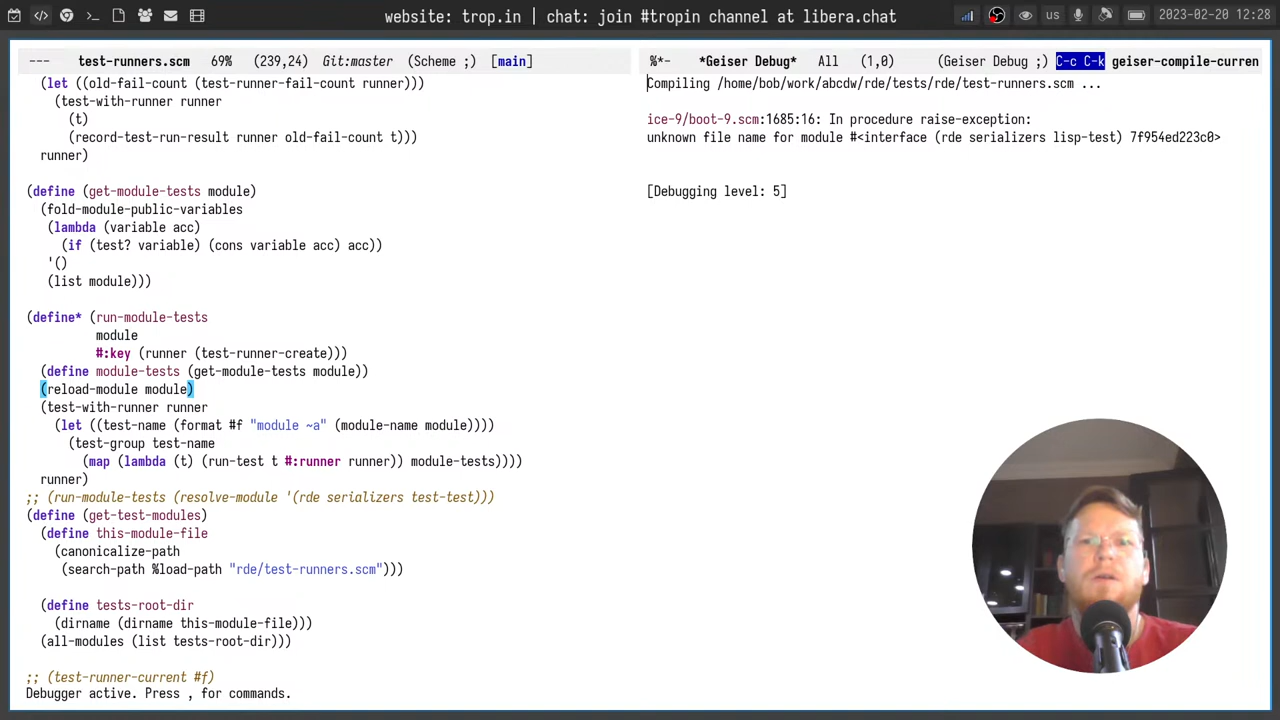 website: trop.in | chat: join #tropin channel at libera.chat
us
2023-02-20 12:28
--- test-runners.scm 69% (239,24) Git:master (Scheme ;) [main]
(let ((old-fail-count (test-runner-fail-count runner)))
(test-with-runner runner
(t)
(record-test-run-result runner old-fail-count t)))
runner)
(define (get-module-tests module)
(fold-module-public-variables
(lambda (variable acc)
(if (test? variable) (cons variable acc) acc))
'()
(list module)))
(define* (run-module-tests
module
#:key (runner (test-runner-create)))
(define module-tests (get-module-tests module))
(reload-module module)
(test-with-runner runner
(let ((test-name (format #f "module ~a" (module-name module))))
(test-group test-name
(map (lambda (t) (run-test t #:runner runner)) module-tests))))
runner)
;; (run-module-tests (resolve-module '(rde serializers test-test)))
(define (get-test-modules)
(define this-module-file
(canonicalize-path
(search-path %load-path "rde/test-runners.scm")))
(define tests-root-dir
(dirname (dirname this-module-file)))
(all-modules (list tests-root-dir)))
;; (test-runner-current #f)
Debugger active. Press , for commands.
%*- *Geiser Debug* All (1,0) (Geiser Debug ;) C-c C-k geiser-compile-curren
Compiling /home/bob/work/abcdw/rde/tests/rde/test-runners.scm ...
ice-9/boot-9.scm:1685:16: In procedure raise-exception:
unknown file name for module #<interface (rde serializers lisp-test) 7f954ed223c0>
[Debugging level: 5]